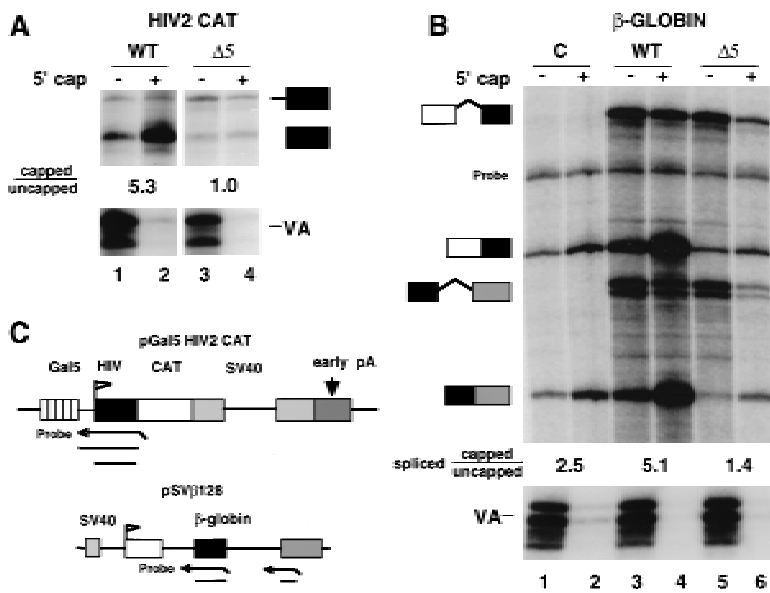 A
HIV2 CAT
WT Δ5
5' cap - + - +
capped
uncapped
5.3 1.0
VA
1 2 3 4
B
β-GLOBIN
C WT Δ5
5' cap - + - + - +
Probe
spliced capped
uncapped
2.5 5.1 1.4
VA
1 2 3 4 5 6
C
pGal5 HIV2 CAT
Gal5 HIV CAT SV40 early pA
Probe
pSVβ128
SV40 β-globin
Probe